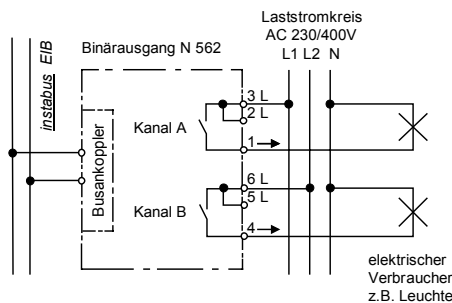 Laststromkreis
AC 230/400V
L1 L2 N
Binärausgang N 562
instabus EIB
Busankoppler
Kanal A
3 L
2 L
1
Kanal B
6 L
5 L
4
elektrischer
Verbraucher
z.B. Leuchte